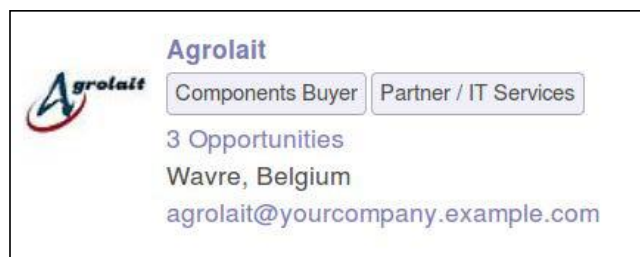 Agrolait
Agrolait
Components Buyer Partner / IT Services
3 Opportunities
Wavre, Belgium
agrolait@yourcompany.example.com